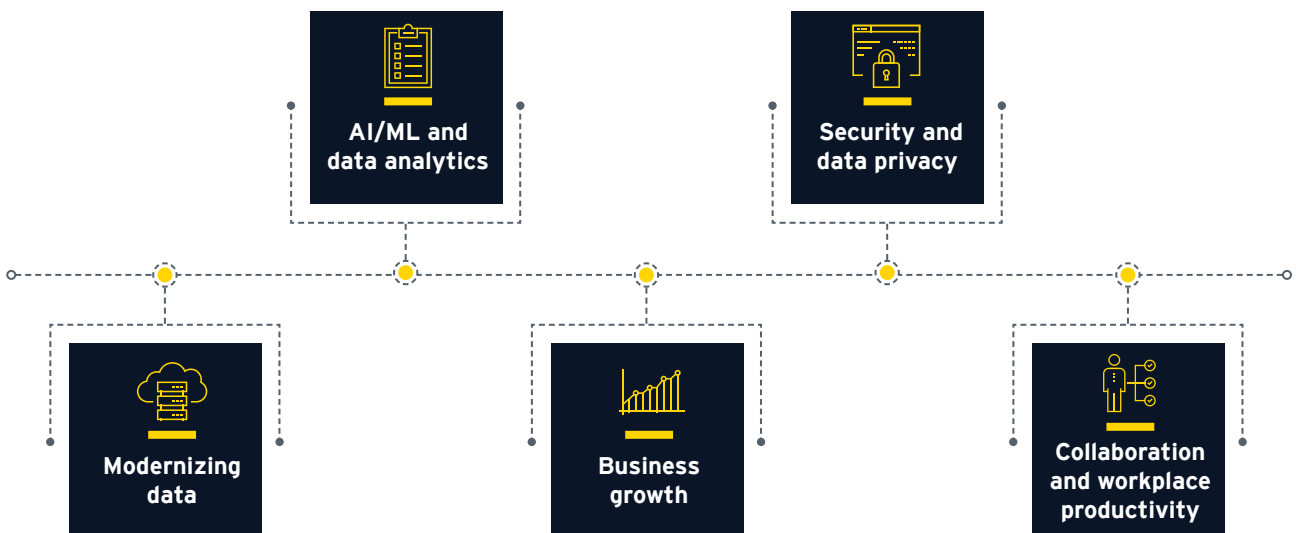 AI/ML and
data analytics
Security and
data privacy
Modernizing
data
Business
growth
Collaboration
and workplace
productivity